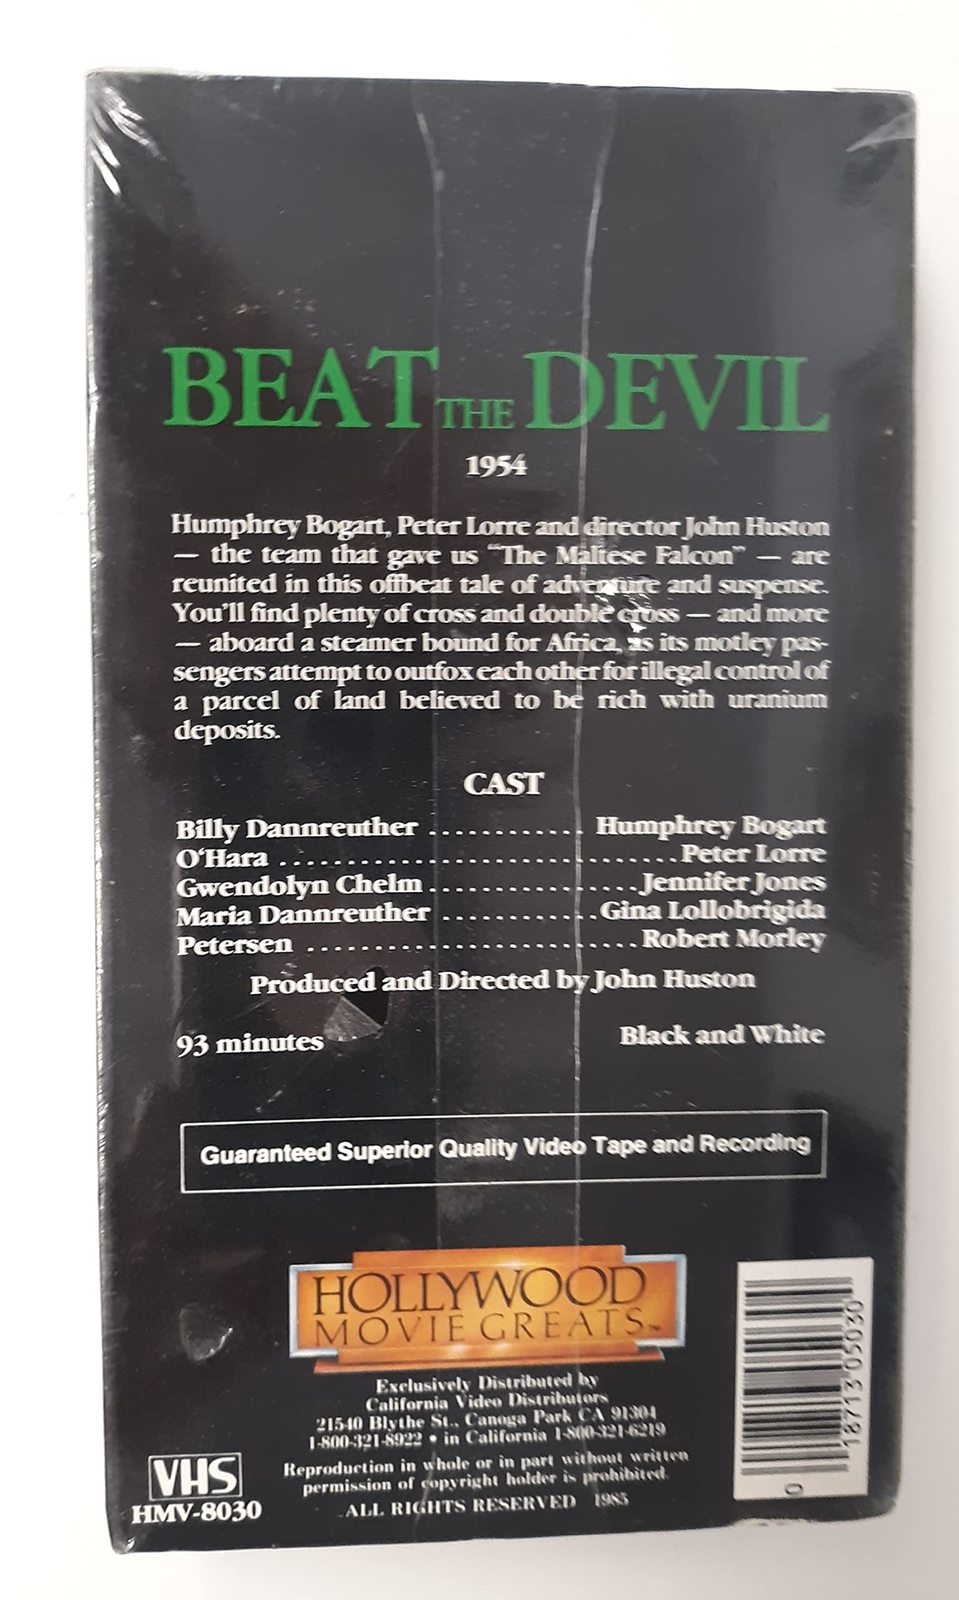 BEAT THE DEVIL
1954
Humphrey Bogart, Peter Lorre and director John Huston
— the team that gave us "The Maltese Falcon" — are
reunited in this offbeat tale of adventure and suspense.
You'll find plenty of cross and double cross — and more
— aboard a steamer bound for Africa, as its motley pas-
sengers attempt to outfox each other for illegal control of
a parcel of land believed to be rich with uranium
deposits.
CAST
Billy Dannreuther ............ Humphrey Bogart
O'Hara .............................. Peter Lorre
Gwendolyn Chelm ................ Jennifer Jones
Maria Dannreuther ............ Gina Lollobrigida
Petersen ......................... Robert Morley
Produced and Directed by John Huston
93 minutes Black and White
Guaranteed Superior Quality Video Tape and Recording
HOLLYWOOD
MOVIE GREATS™
Exclusively Distributed by
California Video Distributors
21540 Blythe St., Canoga Park CA 91304
1-800-321-8922 • in California 1-800-321-6219
Reproduction in whole or in part without written
permission of copyright holder is prohibited.
ALL RIGHTS RESERVED 1985
VHS
HMV-8030
0 18713 05030